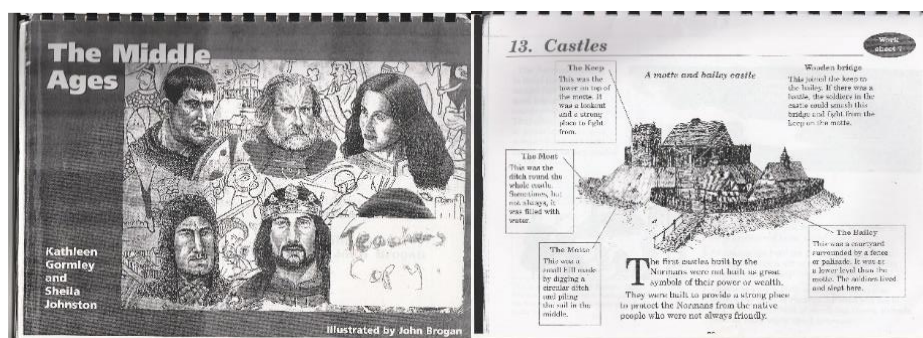 The Middle
Ages
Teachers
Copy.
Kathleen
Gormley
and
Sheila
Johnston
Illustrated by John Brogan
13. Castles
Work
sheet 7
A motte and bailey castle
The Keep
This was the
tower on top of
the motte. It
was a lookout
and a strong
place to fight
from.
Wooden bridge
This joined the keep to
the bailey. If there was a
battle, the soldiers in the
castle could smash this
bridge and fight from the
keep on the motte.
The Moat
This was the
ditch round the
whole castle.
Sometimes, but
not always, it
was filled with
water.
The Motte
This was a
small hill made
by digging a
circular ditch
and piling
the soil in the
middle.
The Bailey
This was a courtyard
surrounded by a fence
or palisade. It was at
a lower level than the
motte. The soldiers lived
and slept here.
The first castles built by the
Normans were not built as great
symbols of their power or wealth.
They were built to provide a strong place
to protect the Normans from the native
people who were not always friendly.